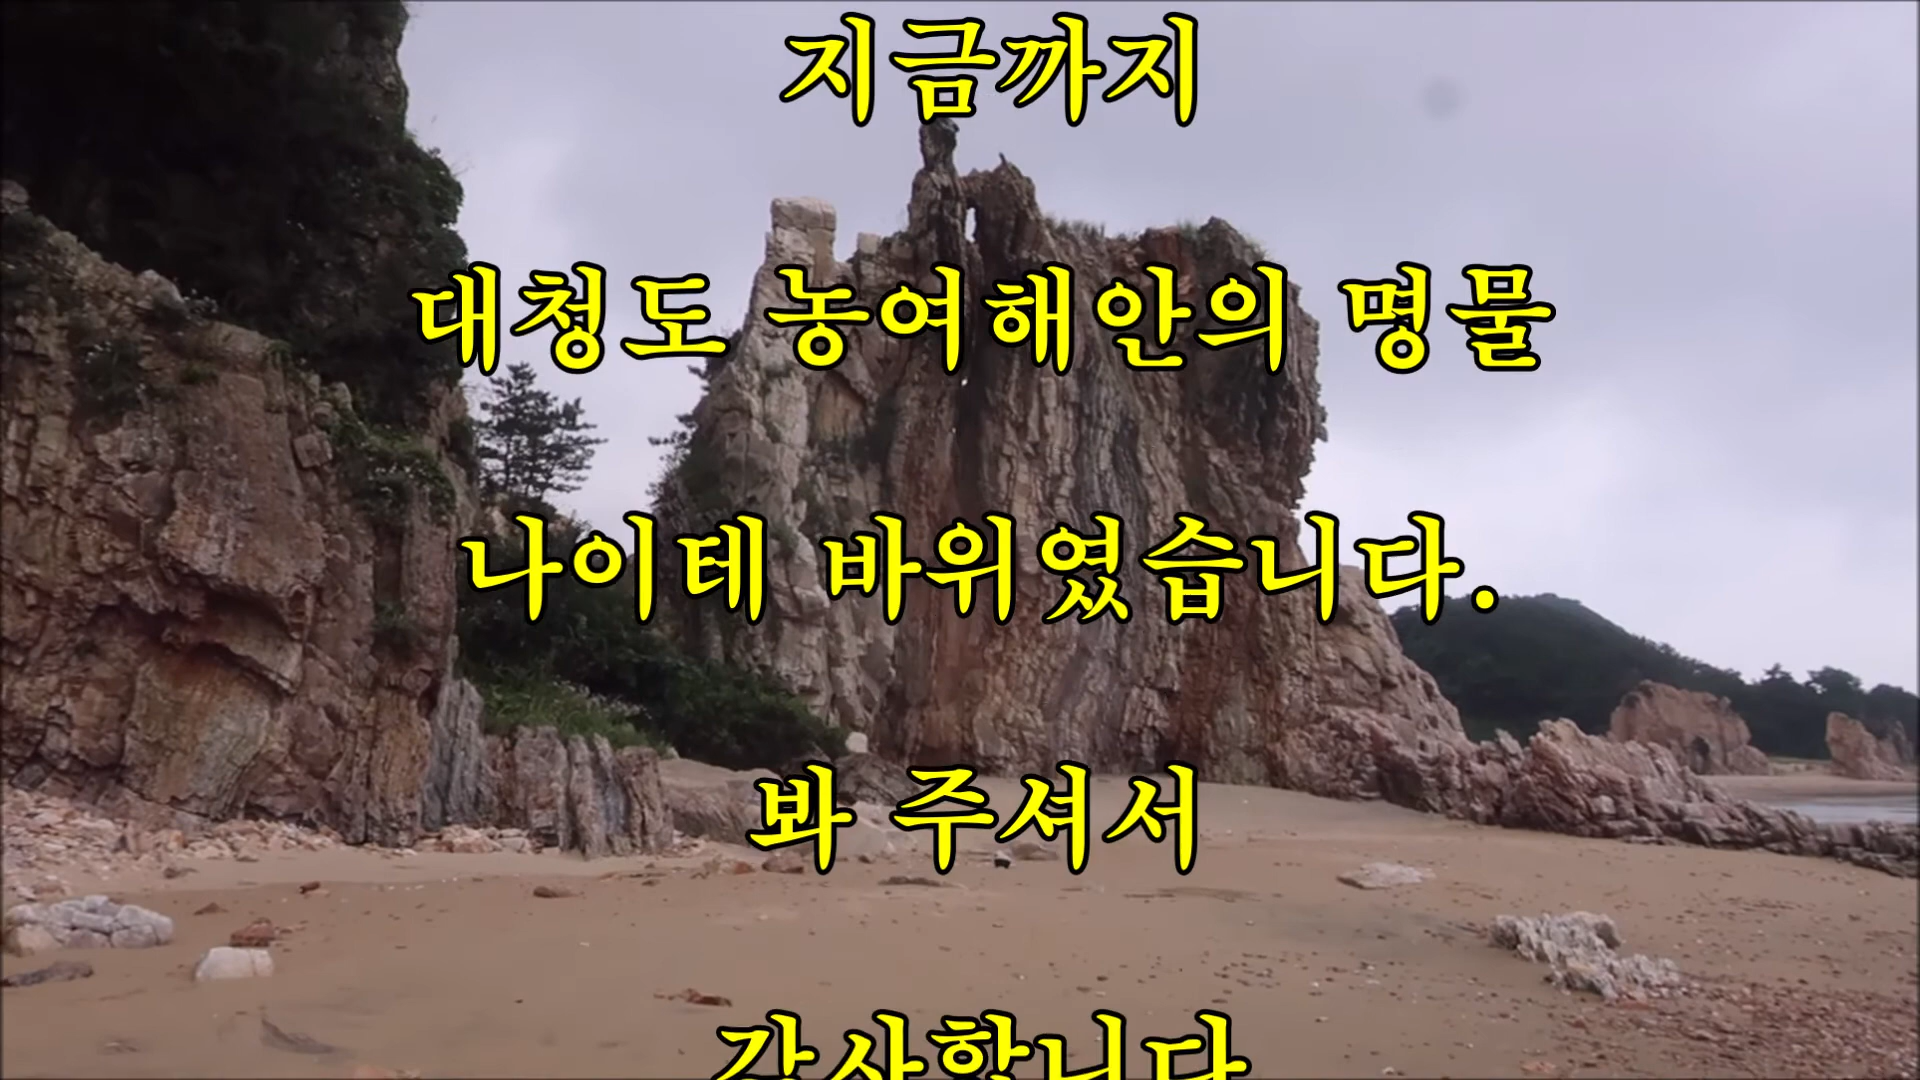 지금까지
대청도 농여해안의 명물
나이테 바위였습니다.
봐 주셔서
감사합니다